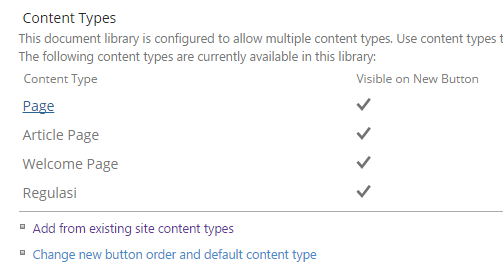 Content Types
This document library is configured to allow multiple content types. Use content types
The following content types are currently available in this library:
Content Type Visible on New Button
Page
Article Page
Welcome Page
Regulasi
Add from existing site content types
Change new button order and default content type